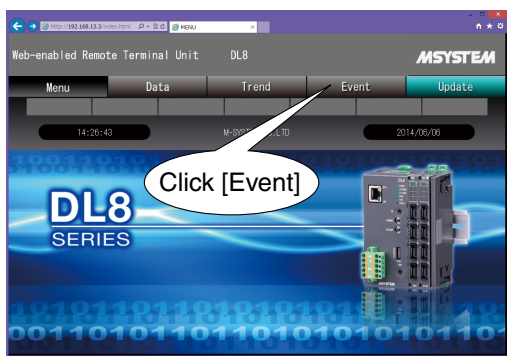 http://192.168.13.3/index.html MENU
Web-enabled Remote Terminal Unit DL8 MSYSTEM
Menu Data Trend Event Update
14:26:43 2014/06/06
Click [Event]
DL8
SERIES